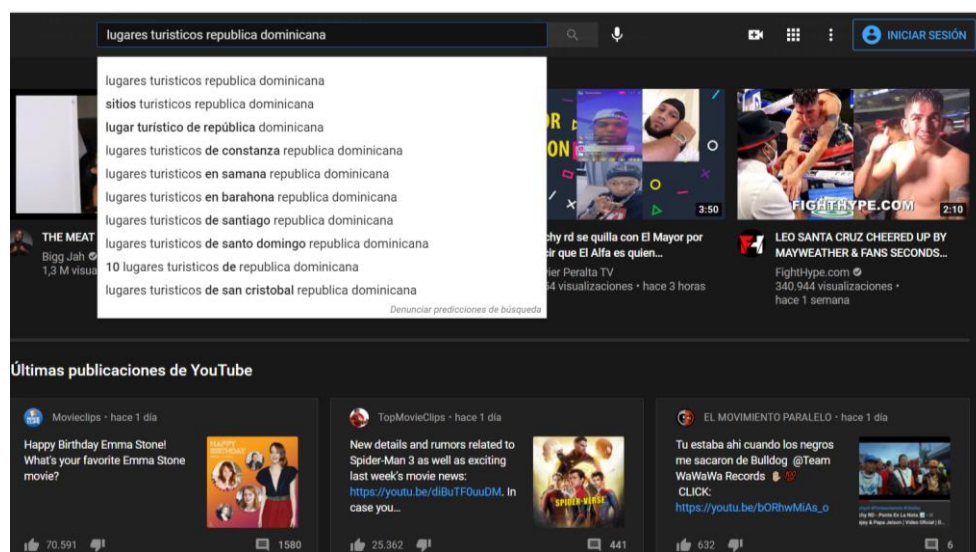 lugares turisticos republica dominicana
INICIAR SESIÓN
lugares turisticos republica dominicana
sitios turisticos republica dominicana
lugar turístico de república dominicana
lugares turisticos de constanza republica dominicana
lugares turisticos en samana republica dominicana
lugares turisticos en barahona republica dominicana
lugares turisticos de santiago republica dominicana
lugares turisticos de santo domingo republica dominicana
10 lugares turisticos de republica dominicana
lugares turisticos de san cristobal republica dominicana
Denunciar predicciones de búsqueda
OR
ON
3:50
FIGHTHYPE.COM
2:10
THE MEAT
Bigg Jah
1,3 M visua
chy rd se quilla con El Mayor por
cir que El Alfa es quien...
ier Peralta TV
54 visualizaciones • hace 3 horas
LEO SANTA CRUZ CHEERED UP BY
MAYWEATHER & FANS SECONDS...
FightHype.com
340.944 visualizaciones •
hace 1 semana
Últimas publicaciones de YouTube
Movieclips • hace 1 día
Happy Birthday Emma Stone!
What's your favorite Emma Stone
movie?
HAPPY
BIRTHDAY
70.591
1580
TopMovieClips • hace 1 día
New details and rumors related to
Spider-Man 3 as well as exciting
last week's movie news:
https://youtu.be/diBuTF0uuDM. In
case you...
SPIDER-VERSE
25.362
441
EL MOVIMIENTO PARALELO • hace 1 día
Tu estaba ahi cuando los negros
me sacaron de Bulldog @Team
WaWaWa Records ✋🏽 💯
CLICK:
https://youtu.be/bORhwMiAs_o
632
6